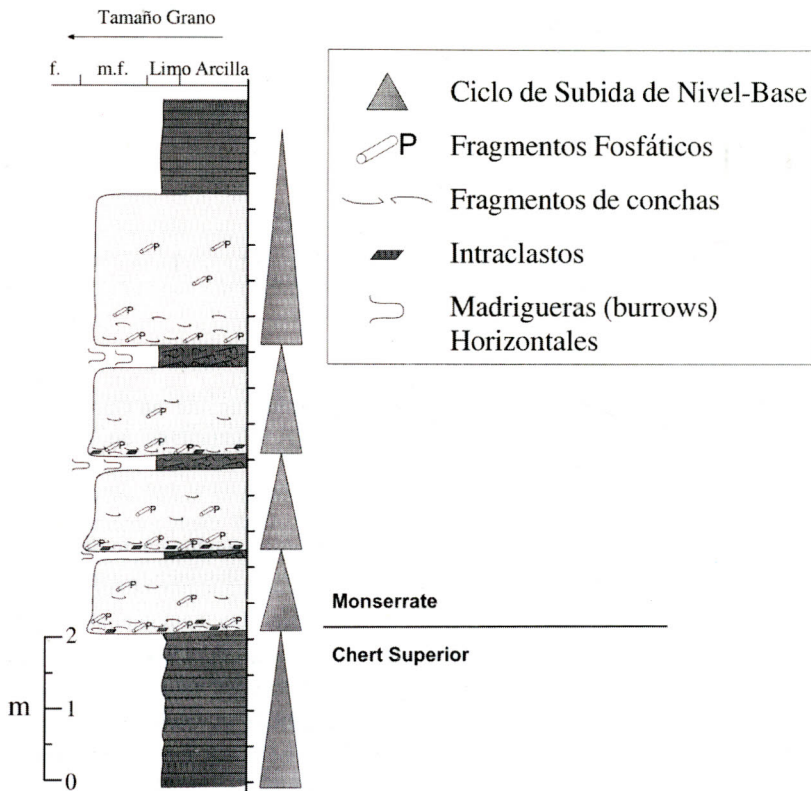 Tamaño Grano
f. m.f. Limo Arcilla
Ciclo de Subida de Nivel-Base
P Fragmentos Fosfáticos
Fragmentos de conchas
Intraclastos
Madrigueras (burrows)
Horizontales
P P
P
P
P P P
P
P P P
P P
P P P P
P
P
P P P
Monserrate
Chert Superior
2
m 1
0